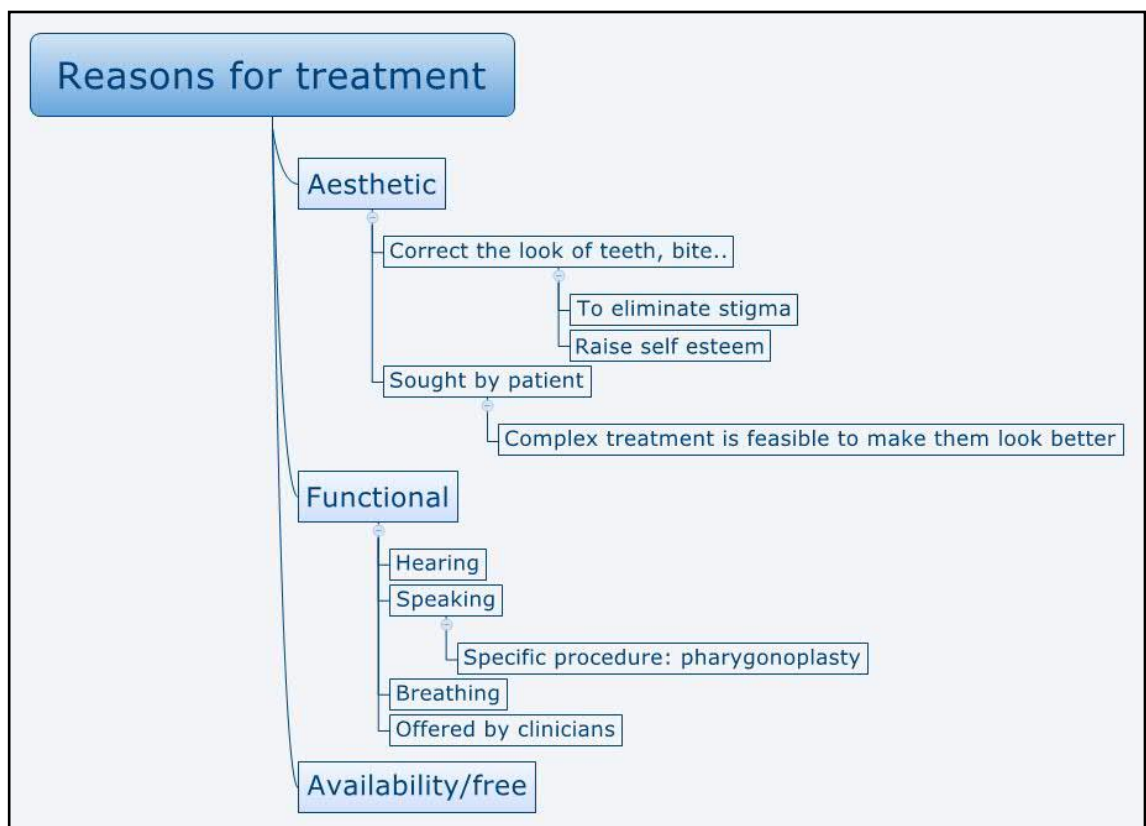 Reasons for treatment
Aesthetic
Correct the look of teeth, bite..
To eliminate stigma
Raise self esteem
Sought by patient
Complex treatment is feasible to make them look better
Functional
Hearing
Speaking
Specific procedure: pharygonoplasty
Breathing
Offered by clinicians
Availability/free